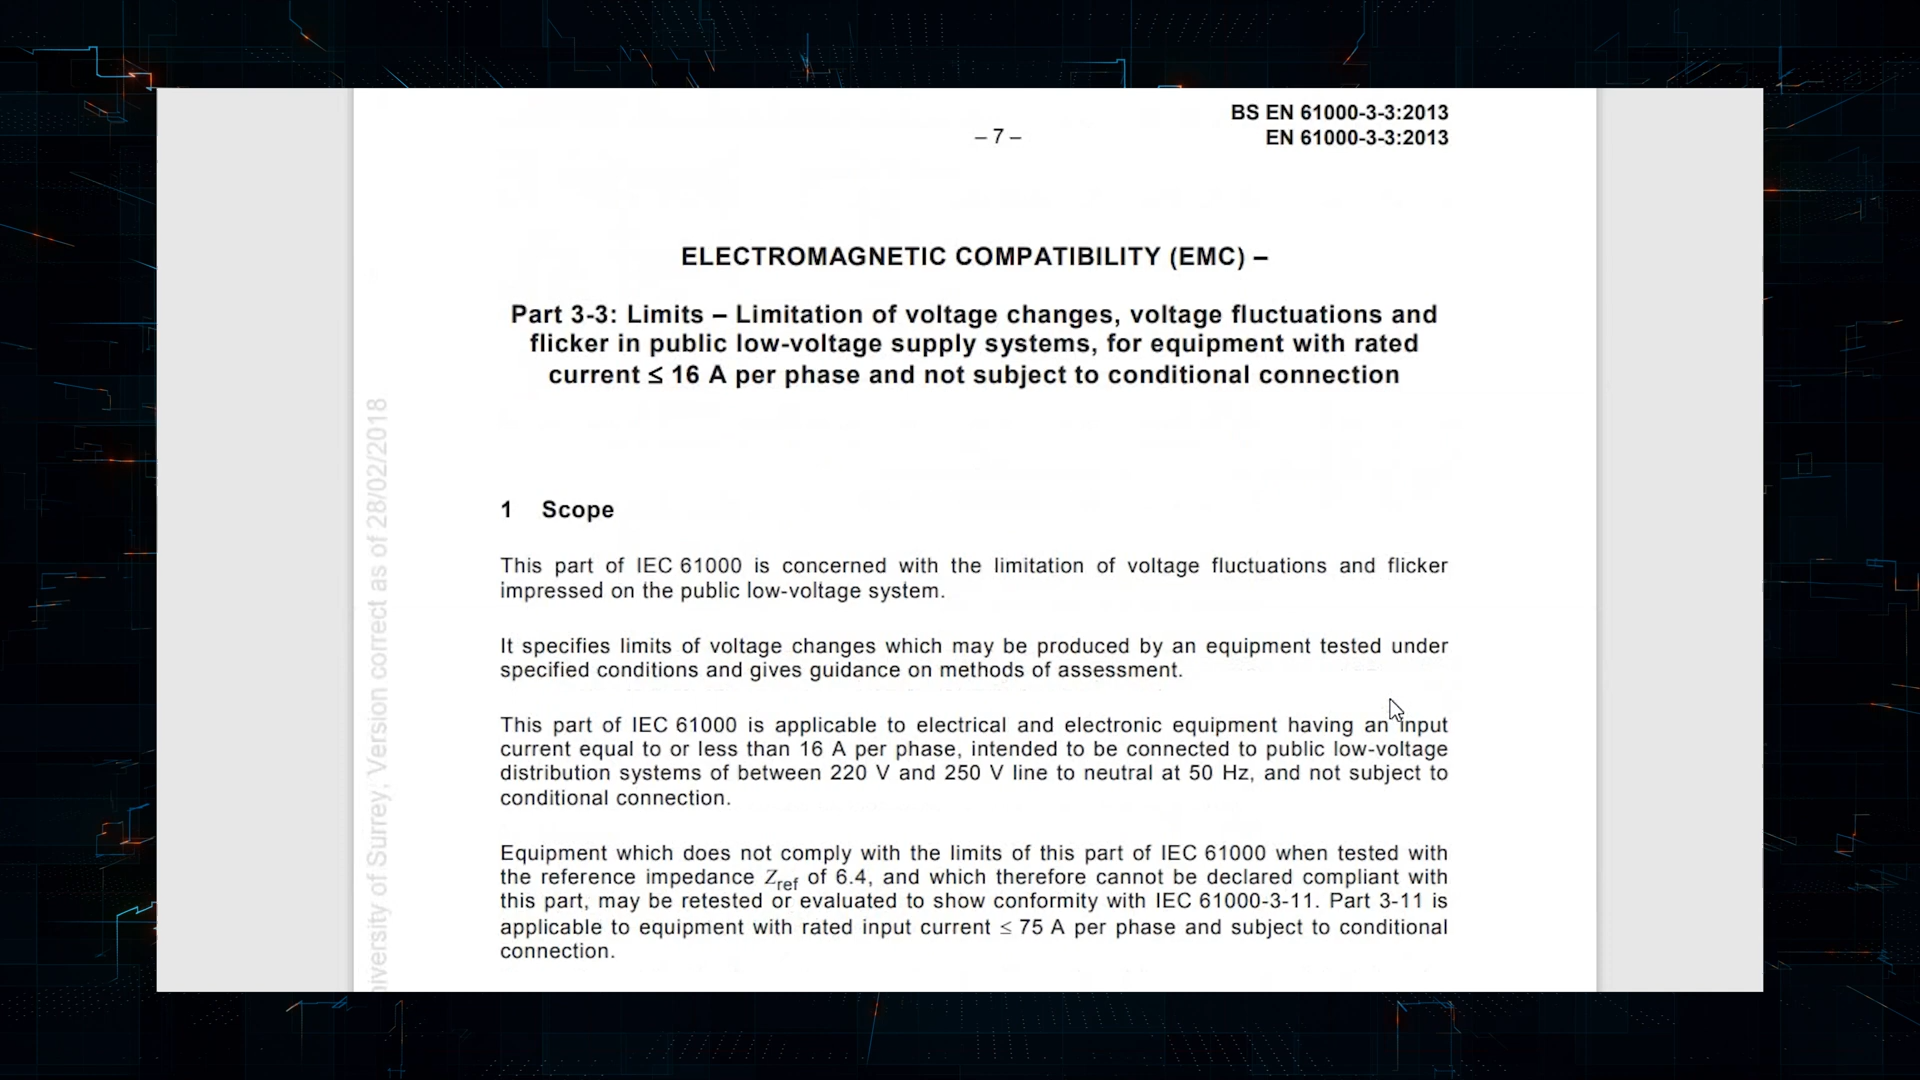 BS EN 61000-3-3:2013
– 7 –
EN 61000-3-3:2013
ELECTROMAGNETIC COMPATIBILITY (EMC) –
Part 3-3: Limits – Limitation of voltage changes, voltage fluctuations and
flicker in public low-voltage supply systems, for equipment with rated
current ≤ 16 A per phase and not subject to conditional connection
1 Scope
This part of IEC 61000 is concerned with the limitation of voltage fluctuations and flicker
impressed on the public low-voltage system.
It specifies limits of voltage changes which may be produced by an equipment tested under
specified conditions and gives guidance on methods of assessment.
This part of IEC 61000 is applicable to electrical and electronic equipment having an input
current equal to or less than 16 A per phase, intended to be connected to public low-voltage
distribution systems of between 220 V and 250 V line to neutral at 50 Hz, and not subject to
conditional connection.
Equipment which does not comply with the limits of this part of IEC 61000 when tested with
the reference impedance Zref of 6.4, and which therefore cannot be declared compliant with
this part, may be retested or evaluated to show conformity with IEC 61000-3-11. Part 3-11 is
applicable to equipment with rated input current ≤ 75 A per phase and subject to conditional
connection.
of Surrey, Version correct as of 28/02/2018